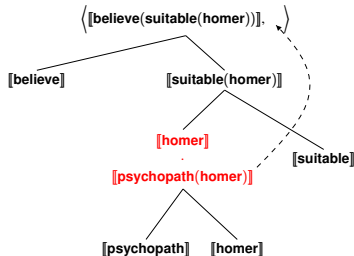 ⟨⟦believe(suitable(homer))⟧, ⟩
⟦believe⟧ ⟦suitable(homer)⟧
⟦homer⟧
.
⟦suitable⟧
⟦psychopath(homer)⟧
⟦psychopath⟧ ⟦homer⟧